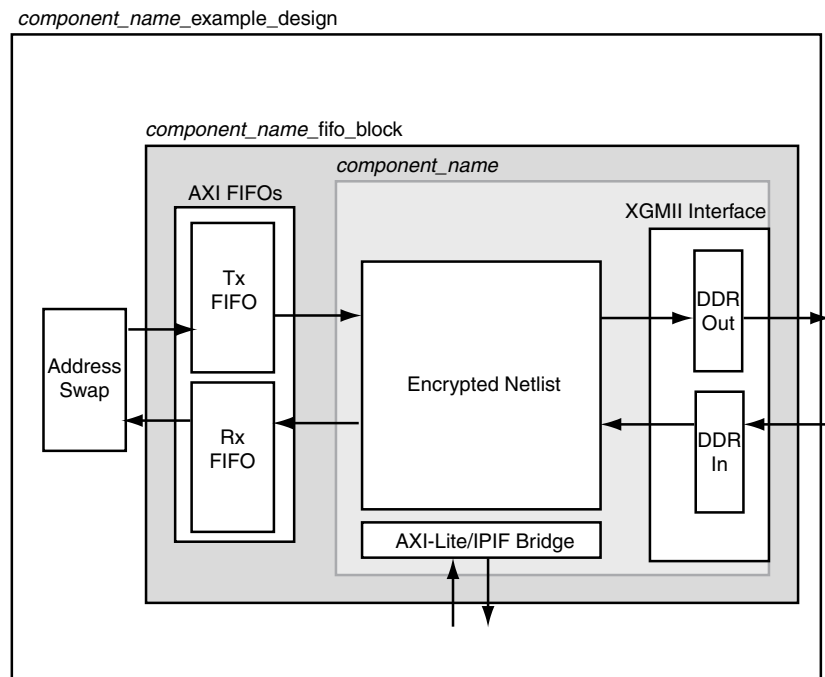 component_name_example_design
component_name_fifo_block
component_name
AXI FIFOs
XGMII Interface
Tx
FIFO
DDR
Out
Address
Swap
Encrypted Netlist
Rx
FIFO
DDR
In
AXI-Lite/IPIF Bridge